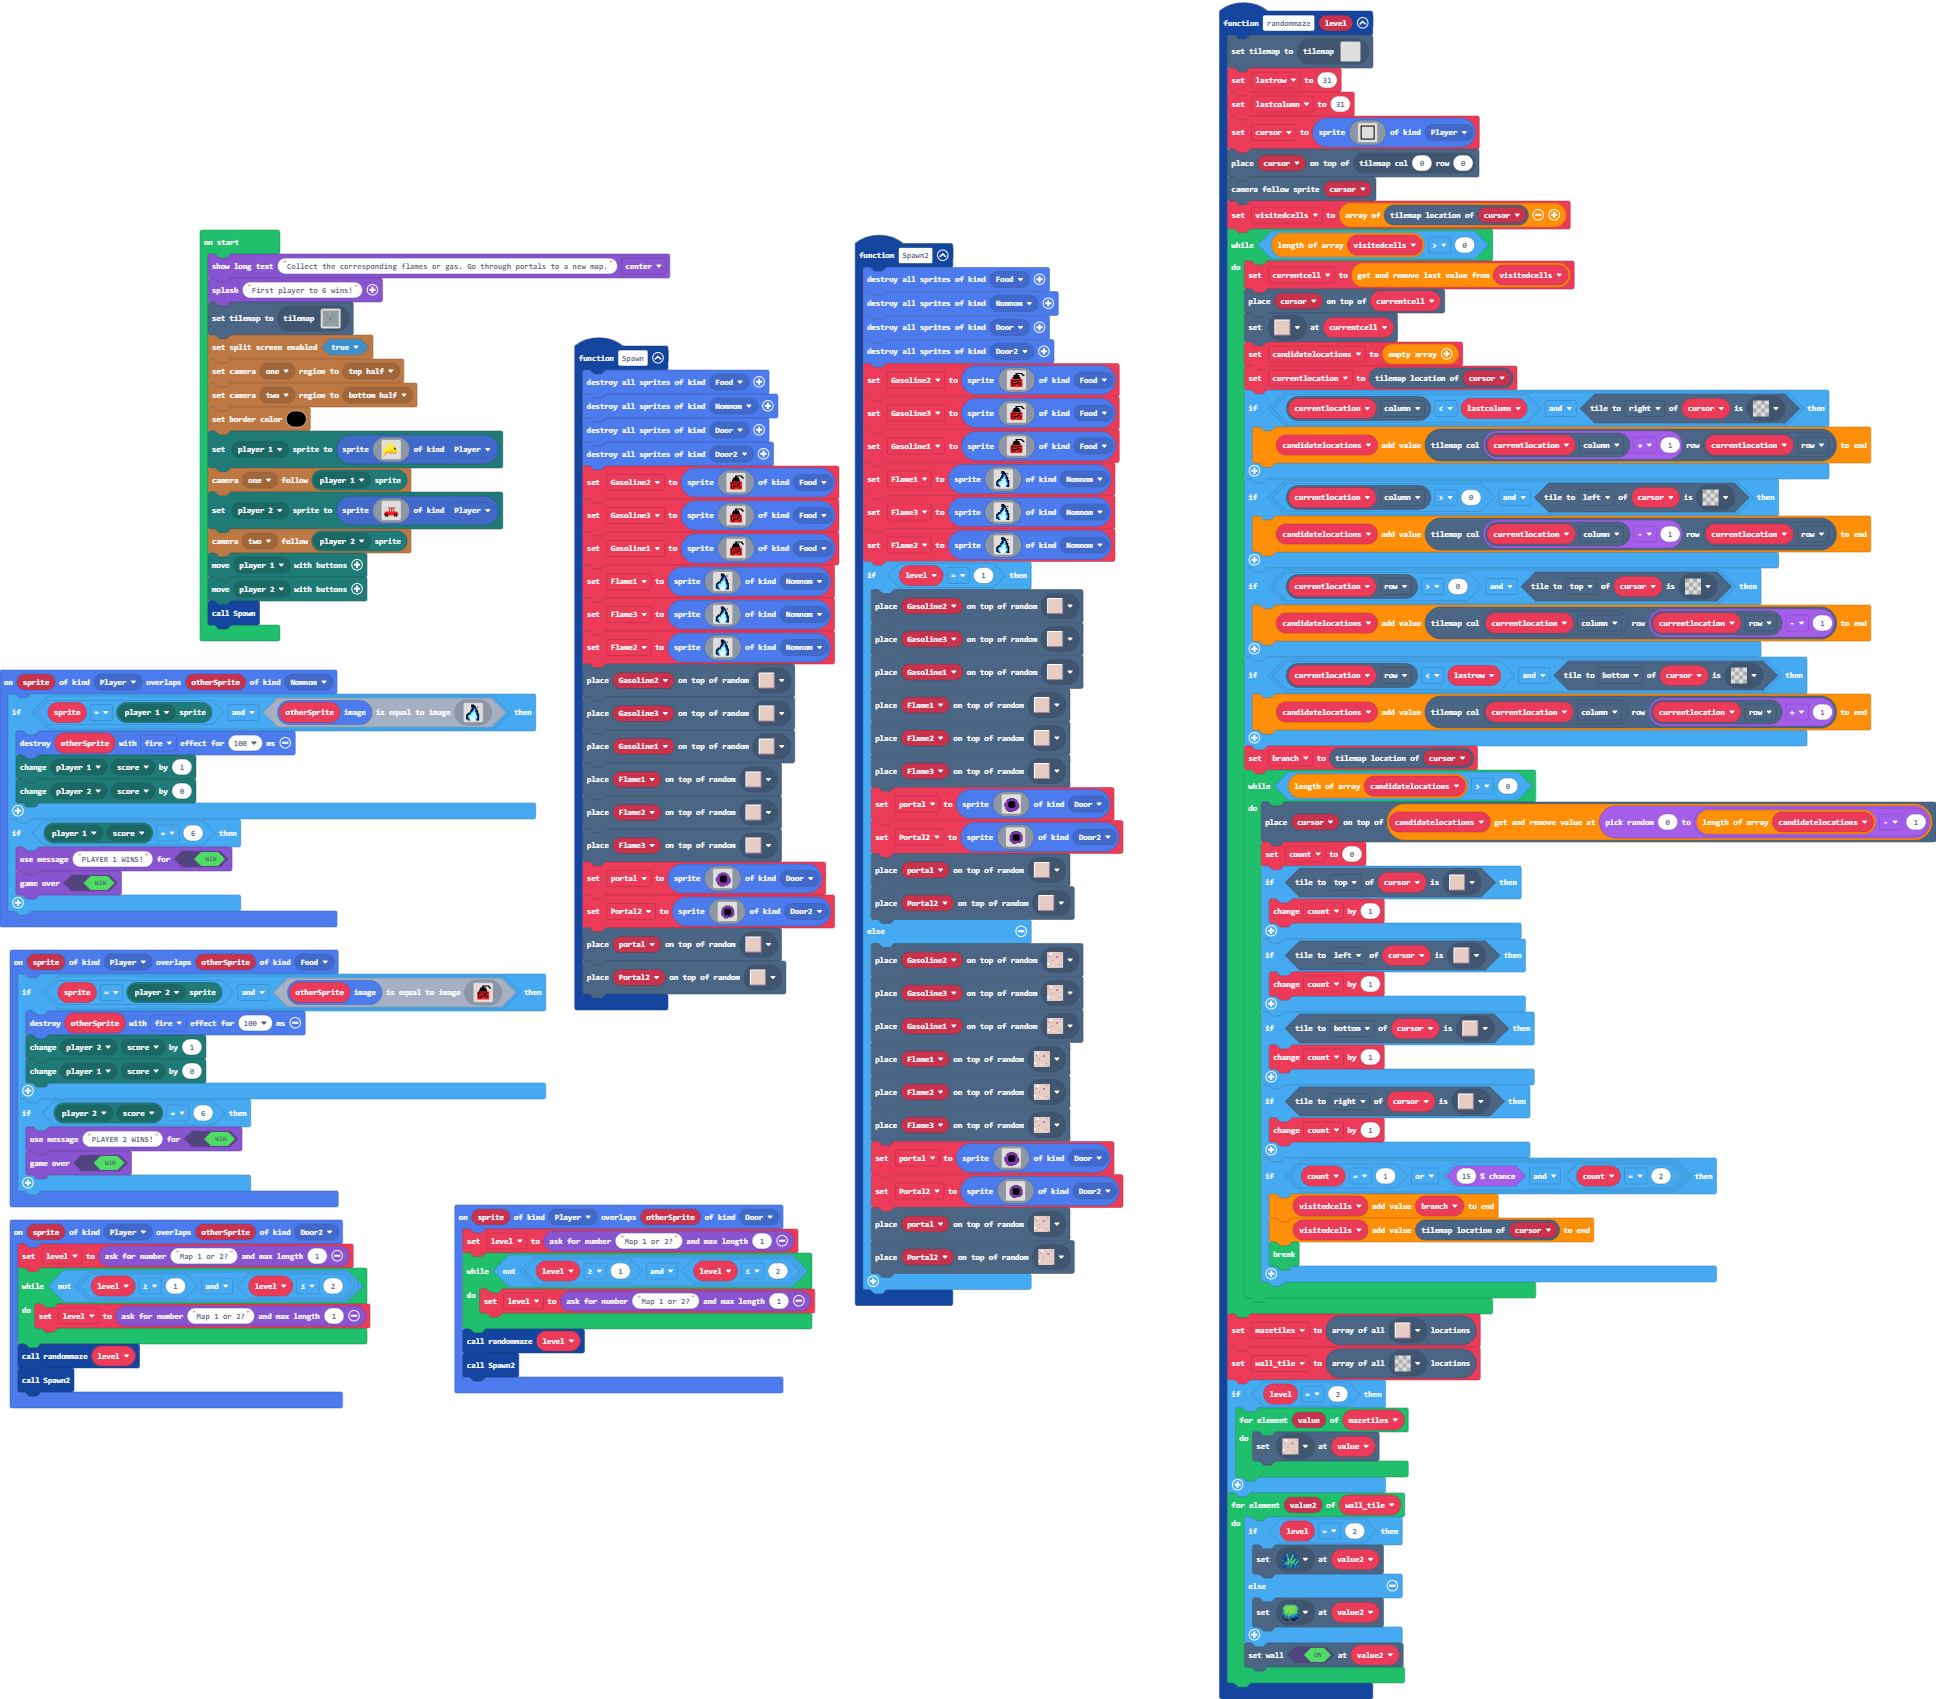 on start
show long text "Collect the corresponding flames or gas. Go through portals to a new map." center
splash "First player to 6 wins!"
set tilemap to tilemap
set split screen enabled true
set camera one region to top half
set camera two region to bottom half
set border color
set player 1 sprite to sprite of kind Player
camera one follow player 1 sprite
set player 2 sprite to sprite of kind Player
camera two follow player 2 sprite
move player 1 with buttons
move player 2 with buttons
call Spawn
on sprite of kind Player overlaps otherSprite of kind Nomnom
if sprite = player 1 sprite and otherSprite image is equal to image then
destroy otherSprite with fire effect for 100 ms
change player 1 score by 1
change player 2 score by 0
if player 1 score = 6 then
use message "PLAYER 1 WINS!" for WIN
game over WIN
on sprite of kind Player overlaps otherSprite of kind Food
if sprite = player 2 sprite and otherSprite image is equal to image then
destroy otherSprite with fire effect for 100 ms
change player 2 score by 1
change player 1 score by 0
if player 2 score = 6 then
use message "PLAYER 2 WINS!" for WIN
game over WIN
on sprite of kind Player overlaps otherSprite of kind Door2
set level to ask for number "Map 1 or 2?" and max length 1
while not level ≥ 1 and level ≤ 2
do
set level to ask for number "Map 1 or 2?" and max length 1
call randommaze level
call Spawn2
on sprite of kind Player overlaps otherSprite of kind Door
set level to ask for number "Map 1 or 2?" and max length 1
while not level ≥ 1 and level ≤ 2
do
set level to ask for number "Map 1 or 2?" and max length 1
call randommaze level
call Spawn2
function Spawn
destroy all sprites of kind Food
destroy all sprites of kind Nomnom
destroy all sprites of kind Door
destroy all sprites of kind Door2
set Gasoline2 to sprite of kind Food
set Gasoline3 to sprite of kind Food
set Gasoline1 to sprite of kind Food
set Flame1 to sprite of kind Nomnom
set Flame3 to sprite of kind Nomnom
set Flame2 to sprite of kind Nomnom
place Gasoline2 on top of random
place Gasoline3 on top of random
place Gasoline1 on top of random
place Flame1 on top of random
place Flame2 on top of random
place Flame3 on top of random
set portal to sprite of kind Door
set Portal2 to sprite of kind Door2
place portal on top of random
place Portal2 on top of random
function Spawn2
destroy all sprites of kind Food
destroy all sprites of kind Nomnom
destroy all sprites of kind Door
destroy all sprites of kind Door2
set Gasoline2 to sprite of kind Food
set Gasoline3 to sprite of kind Food
set Gasoline1 to sprite of kind Food
set Flame1 to sprite of kind Nomnom
set Flame3 to sprite of kind Nomnom
set Flame2 to sprite of kind Nomnom
if level = 1 then
place Gasoline2 on top of random
place Gasoline3 on top of random
place Gasoline1 on top of random
place Flame1 on top of random
place Flame2 on top of random
place Flame3 on top of random
set portal to sprite of kind Door
set Portal2 to sprite of kind Door2
place portal on top of random
place Portal2 on top of random
else
place Gasoline2 on top of random
place Gasoline3 on top of random
place Gasoline1 on top of random
place Flame1 on top of random
place Flame2 on top of random
place Flame3 on top of random
set portal to sprite of kind Door
set Portal2 to sprite of kind Door2
place portal on top of random
place Portal2 on top of random
function randommaze level
set tilemap to tilemap
set lastrow to 31
set lastcolumn to 31
set cursor to sprite of kind Player
place cursor on top of tilemap col 0 row 0
camera follow sprite cursor
set visitedcells to array of tilemap location of cursor
while length of array visitedcells > 0
do
set currentcell to get and remove last value from visitedcells
place cursor on top of currentcell
set at currentcell
set candidatelocations to empty array
set currentlocation to tilemap location of cursor
if currentlocation column < lastcolumn and tile to right of cursor is then
candidatelocations add value tilemap col currentlocation column + 1 row currentlocation row to end
if currentlocation column > 0 and tile to left of cursor is then
candidatelocations add value tilemap col currentlocation column - 1 row currentlocation row to end
if currentlocation row > 0 and tile to top of cursor is then
candidatelocations add value tilemap col currentlocation column row currentlocation row - 1 to end
if currentlocation row < lastrow and tile to bottom of cursor is then
candidatelocations add value tilemap col currentlocation column row currentlocation row + 1 to end
set branch to tilemap location of cursor
while length of array candidatelocations > 0
do
place cursor on top of candidatelocations get and remove value at pick random 0 to length of array candidatelocations - 1
set count to 0
if tile to top of cursor is then
change count by 1
if tile to left of cursor is then
change count by 1
if tile to bottom of cursor is then
change count by 1
if tile to right of cursor is then
change count by 1
if count = 1 or 15 % chance and count = 2 then
visitedcells add value branch to end
visitedcells add value tilemap location of cursor to end
break
set mazetiles to array of all locations
set wall_tile to array of all locations
if level = 2 then
for element value of mazetiles
do
set at value
for element value2 of wall_tile
do
if level = 2 then
set at value2
else
set at value2
set wall ON at value2